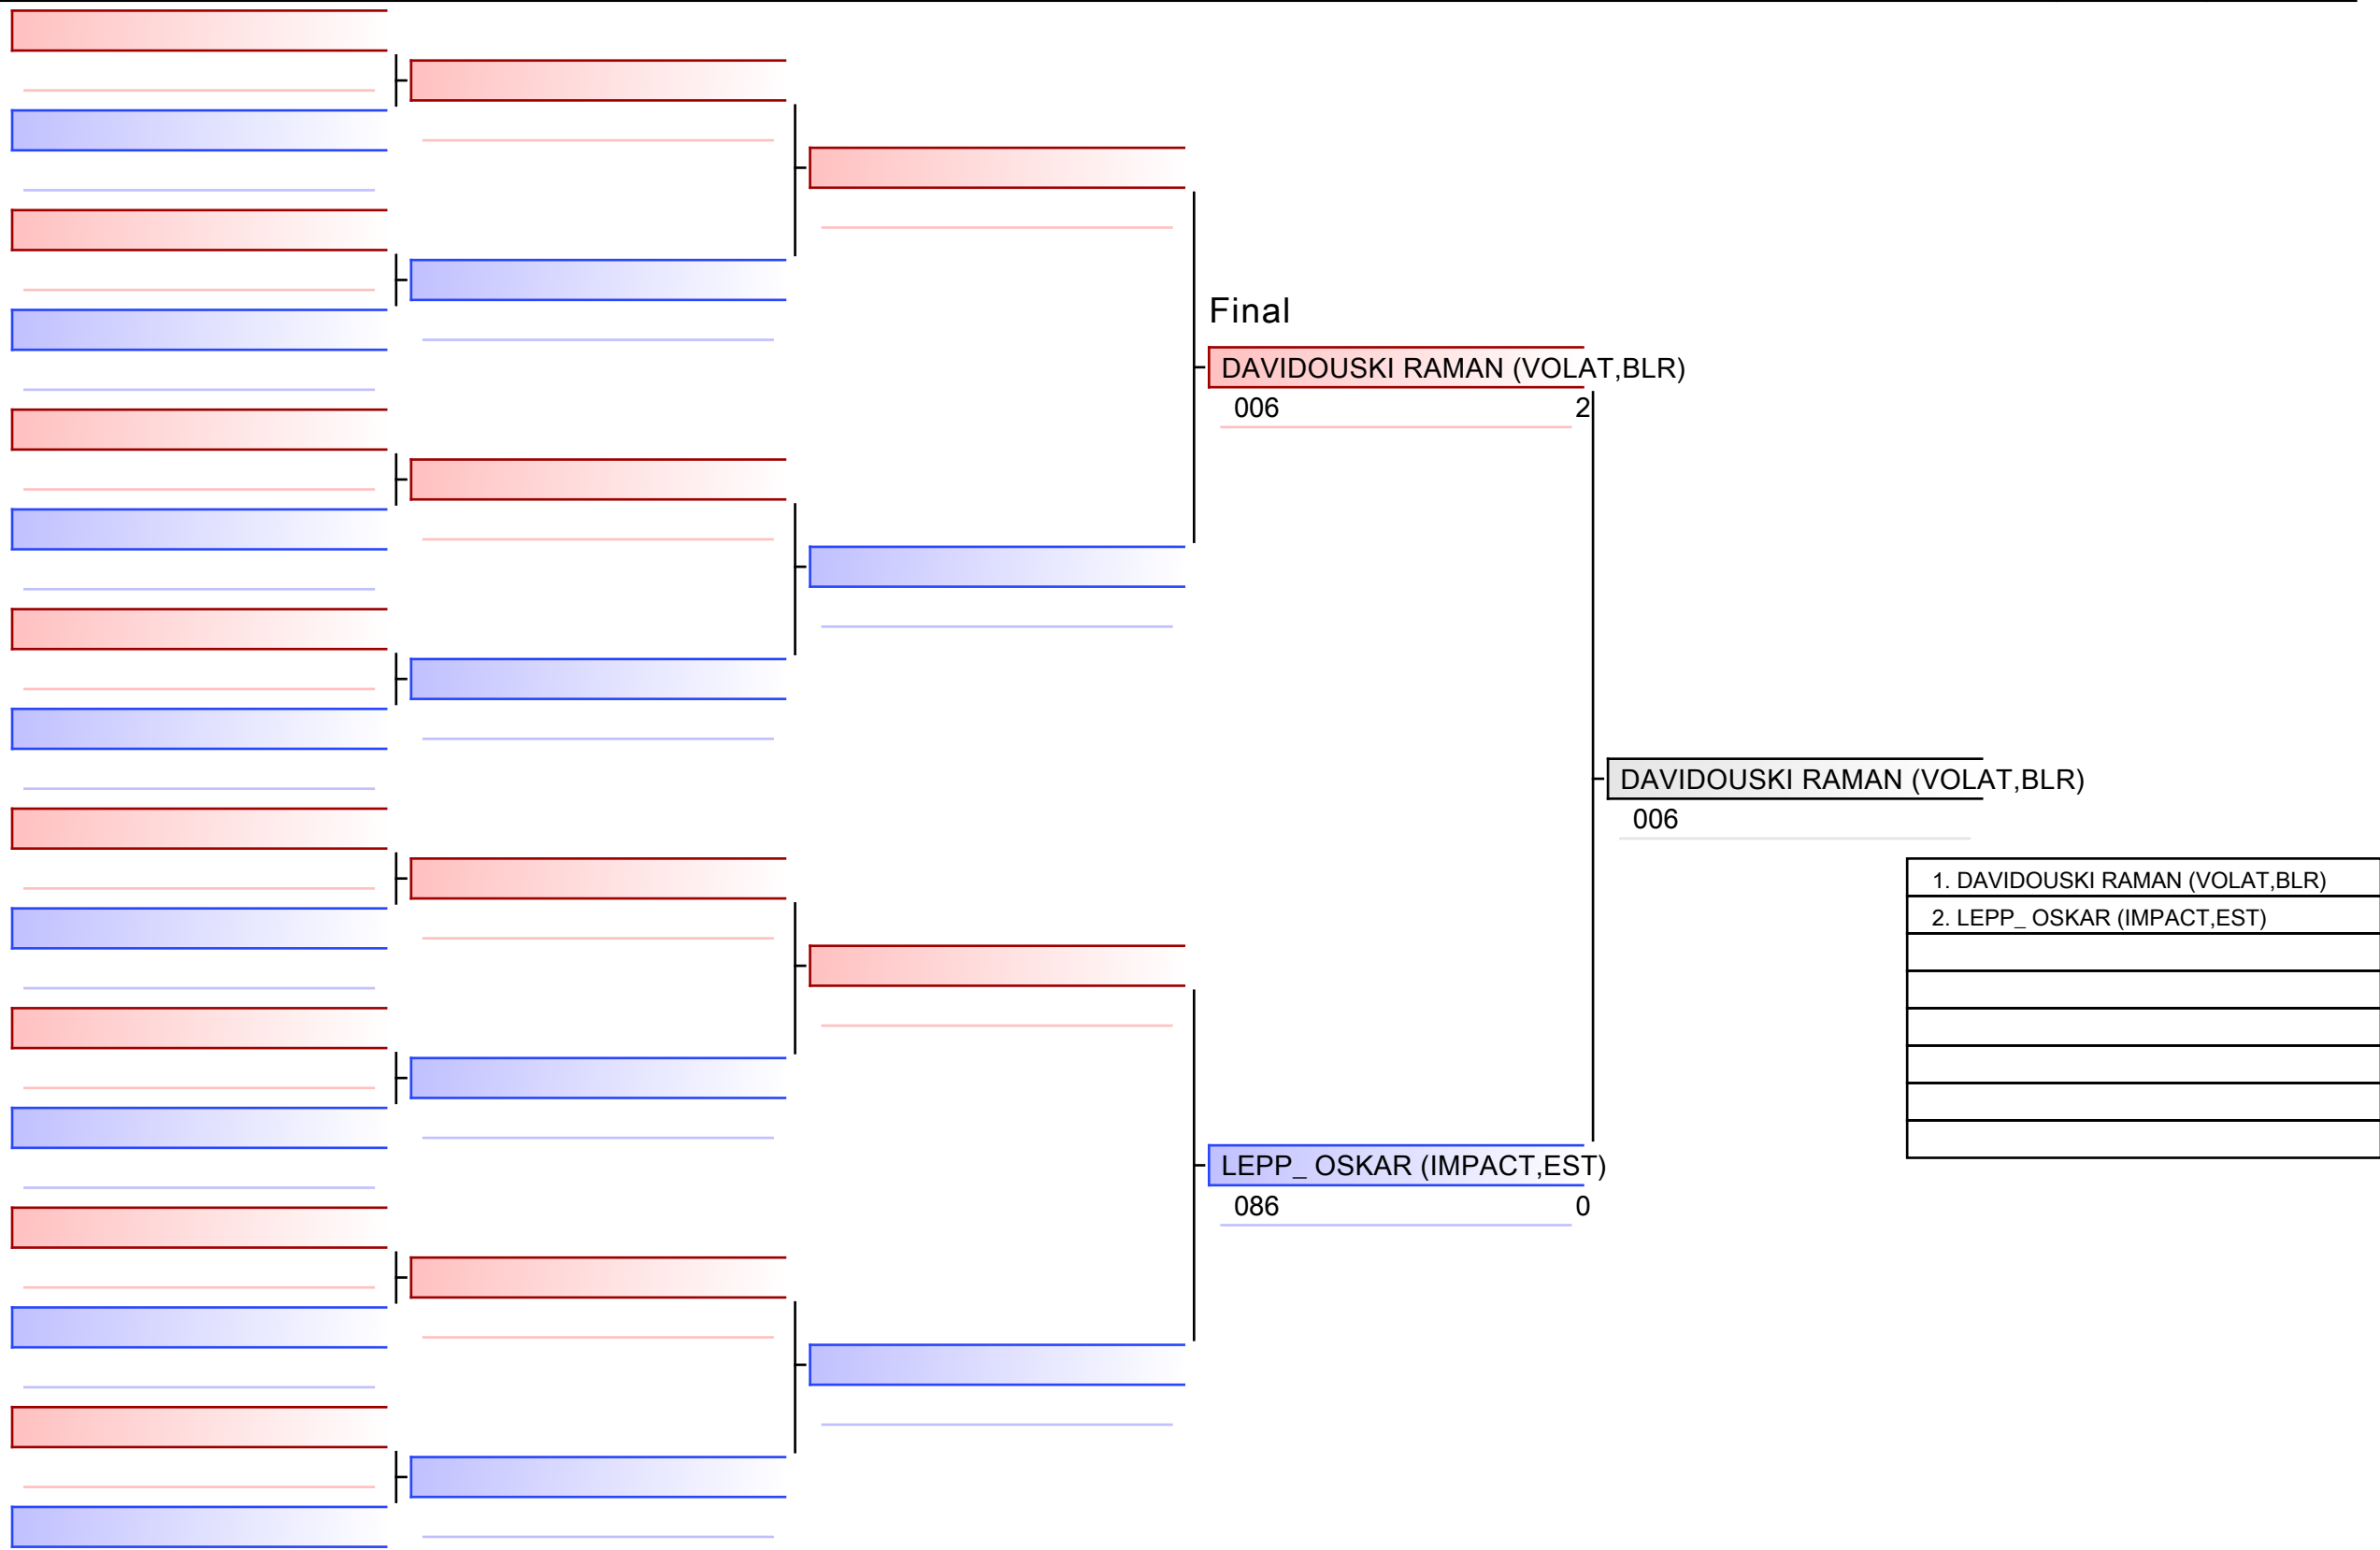 Final
DAVIDOUSKI RAMAN (VOLAT,BLR)
006 2
DAVIDOUSKI RAMAN (VOLAT,BLR)
006
1. DAVIDOUSKI RAMAN (VOLAT,BLR)
2. LEPP_ OSKAR (IMPACT,EST)
LEPP_ OSKAR (IMPACT,EST)
086 0